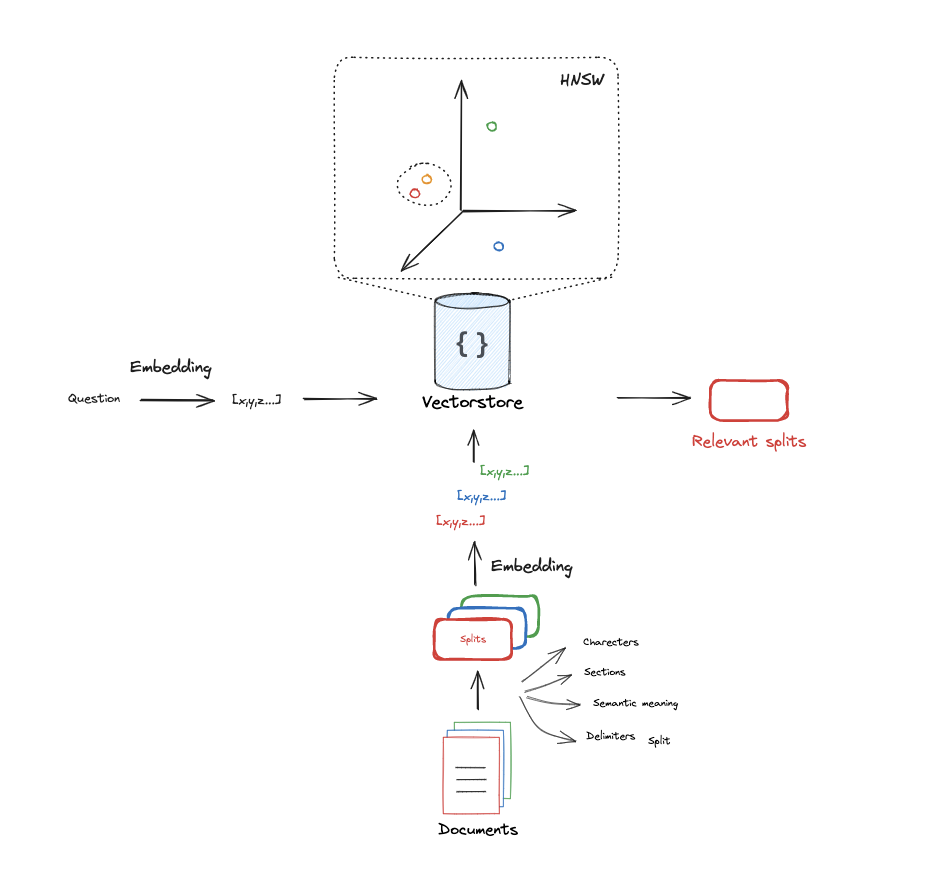 HNSW
{ }
Embedding
Question
[x,y,z...]
Vectorstore
Relevant splits
[x,y,z...]
[x,y,z...]
[x,y,z...]
Embedding
Splits
Charecters
Sections
Semantic meaning
Delimiters Split
Documents